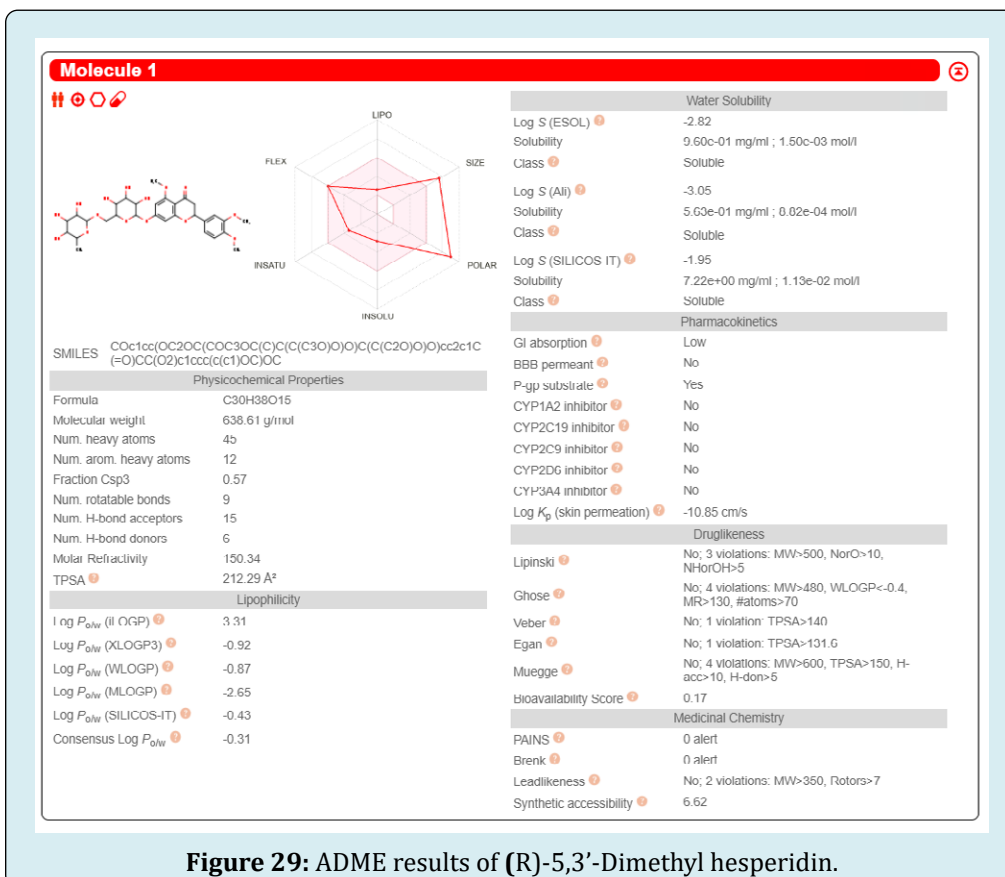 Molecule 1
LIPO
FLEX
SIZE
INSATU
POLAR
INSOLU
SMILES COc1cc(OC2OC(COC3OC(C)C(C(C3O)O)O)C(C(C2O)O)O)cc2c1C
(=O)CC(O2)c1ccc(c(c1)OC)OC
Physicochemical Properties
Formula C30H38O15
Molecular weight 638.61 g/mol
Num. heavy atoms 45
Num. arom. heavy atoms 12
Fraction Csp3 0.57
Num. rotatable bonds 9
Num. H-bond acceptors 15
Num. H-bond donors 6
Molar Refractivity 150.34
TPSA ? 212.29 Å²
Lipophilicity
Log Po/w (iLOGP) ? 3.31
Log Po/w (XLOGP3) ? -0.92
Log Po/w (WLOGP) ? -0.87
Log Po/w (MLOGP) ? -2.65
Log Po/w (SILICOS-IT) ? -0.43
Consensus Log Po/w ? -0.31
Water Solubility
Log S (ESOL) ? -2.82
Solubility 9.60e-01 mg/ml ; 1.50e-03 mol/l
Class ? Soluble
Log S (Ali) ? -3.05
Solubility 5.63e-01 mg/ml ; 8.82e-04 mol/l
Class ? Soluble
Log S (SILICOS-IT) ? -1.95
Solubility 7.22e+00 mg/ml ; 1.13e-02 mol/l
Class ? Soluble
Pharmacokinetics
GI absorption ? Low
BBB permeant ? No
P-gp substrate ? Yes
CYP1A2 inhibitor ? No
CYP2C19 inhibitor ? No
CYP2C9 inhibitor ? No
CYP2D6 inhibitor ? No
CYP3A4 inhibitor ? No
Log Kp (skin permeation) ? -10.85 cm/s
Druglikeness
Lipinski ? No; 3 violations: MW>500, NorO>10,
NHorOH>5
Ghose ? No; 4 violations: MW>480, WLOGP<-0.4,
MR>130, #atoms>70
Veber ? No; 1 violation: TPSA>140
Egan ? No; 1 violation: TPSA>131.6
Muegge ? No; 4 violations: MW>600, TPSA>150, H-
acc>10, H-don>5
Bioavailability Score ? 0.17
Medicinal Chemistry
PAINS ? 0 alert
Brenk ? 0 alert
Leadlikeness ? No; 2 violations: MW>350, Rotors>7
Synthetic accessibility ? 6.62
Figure 29: ADME results of (R)-5,3’-Dimethyl hesperidin.